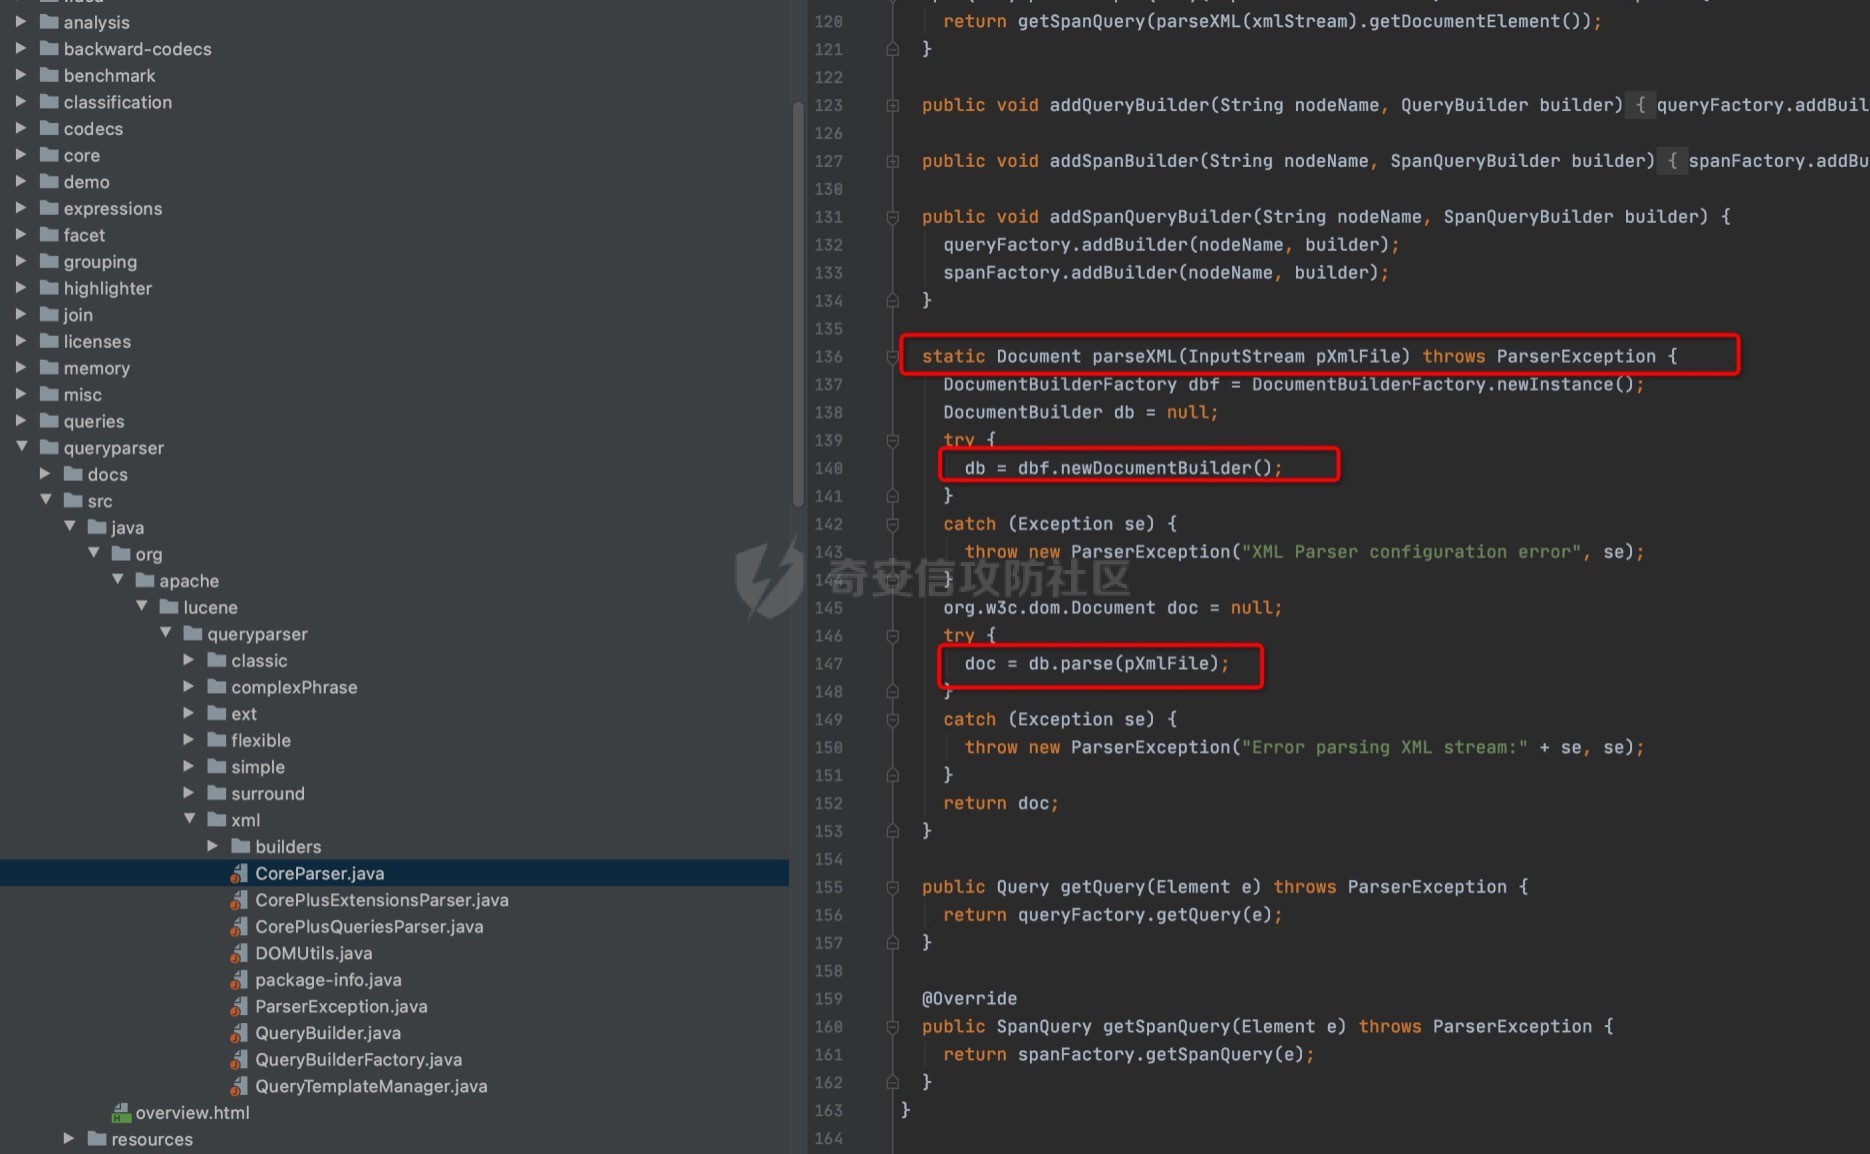 analysis
backward-codecs
benchmark
classification
codecs
core
demo
expressions
facet
grouping
highlighter
join
licenses
memory
misc
queries
queryparser
docs
src
java
org
apache
lucene
queryparser
classic
complexPhrase
ext
flexible
simple
surround
xml
builders
CoreParser.java
CorePlusExtensionsParser.java
CorePlusQueriesParser.java
DOMUtils.java
package-info.java
ParserException.java
QueryBuilder.java
QueryBuilderFactory.java
QueryTemplateManager.java
overview.html
resources
120 return getSpanQuery(parseXML(xmlStream).getDocumentElement());
121 }
122
123 public void addQueryBuilder(String nodeName, QueryBuilder builder) { queryFactory.addBuil
126
127 public void addSpanBuilder(String nodeName, SpanQueryBuilder builder) { spanFactory.addBu
130
131 public void addSpanQueryBuilder(String nodeName, SpanQueryBuilder builder) {
132 queryFactory.addBuilder(nodeName, builder);
133 spanFactory.addBuilder(nodeName, builder);
134 }
135
136 static Document parseXML(InputStream pXmlFile) throws ParserException {
137 DocumentBuilderFactory dbf = DocumentBuilderFactory.newInstance();
138 DocumentBuilder db = null;
139 try {
140 db = dbf.newDocumentBuilder();
141 }
142 catch (Exception se) {
143 throw new ParserException("XML Parser configuration error", se);
144 }
奇安信攻防社区
145 org.w3c.dom.Document doc = null;
146 try {
147 doc = db.parse(pXmlFile);
148 }
149 catch (Exception se) {
150 throw new ParserException("Error parsing XML stream:" + se, se);
151 }
152 return doc;
153 }
154
155 public Query getQuery(Element e) throws ParserException {
156 return queryFactory.getQuery(e);
157 }
158
159 @Override
160 public SpanQuery getSpanQuery(Element e) throws ParserException {
161 return spanFactory.getSpanQuery(e);
162 }
163 }
164